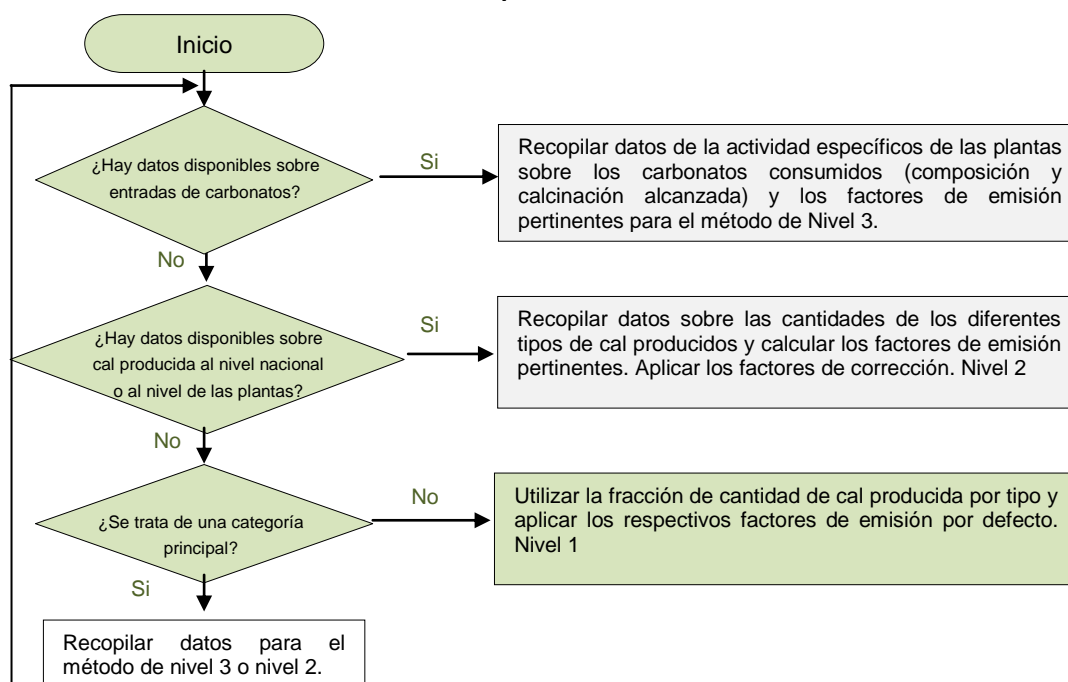 Inicio
¿Hay datos disponibles sobre
entradas de carbonatos?
Si
Recopilar datos de la actividad específicos de las plantas
sobre los carbonatos consumidos (composición y
calcinación alcanzada) y los factores de emisión
pertinentes para el método de Nivel 3.
No
¿Hay datos disponibles sobre
cal producida al nivel nacional
o al nivel de las plantas?
Si
Recopilar datos sobre las cantidades de los diferentes
tipos de cal producidos y calcular los factores de emisión
pertinentes. Aplicar los factores de corrección. Nivel 2
No
¿Se trata de una categoría
principal?
No
Utilizar la fracción de cantidad de cal producida por tipo y
aplicar los respectivos factores de emisión por defecto.
Nivel 1
Si
Recopilar datos para el
método de nivel 3 o nivel 2.